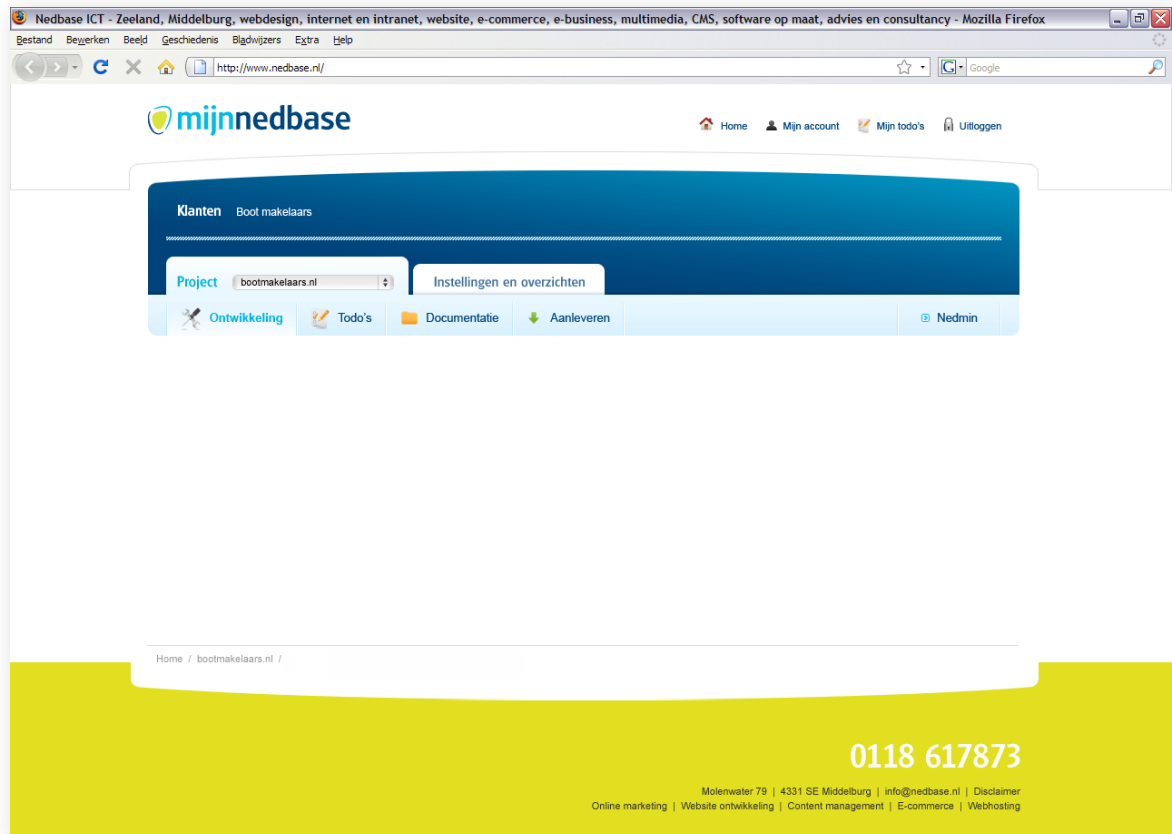 Nedbase ICT - Zeeland, Middelburg, webdesign, internet en intranet, website, e-commerce, e-business, multimedia, CMS, software op maat, advies en consultancy - Mozilla Firefox
Bestand Bewerken Beeld Geschiedenis Bladwijzers Extra Help
http://www.nedbase.nl/ G Google
mijnnedbase
Home Mijn account Mijn todo's Uitloggen
Klanten Boot makelaars
Project bootmakelaars.nl Instellingen en overzichten
Ontwikkeling Todo's Documentatie Aanleveren Nedmin
Home / bootmakelaars.nl /
0118 617873
Molenwater 79 | 4331 SE Middelburg | info@nedbase.nl | Disclaimer
Online marketing | Website ontwikkeling | Content management | E-commerce | Webhosting